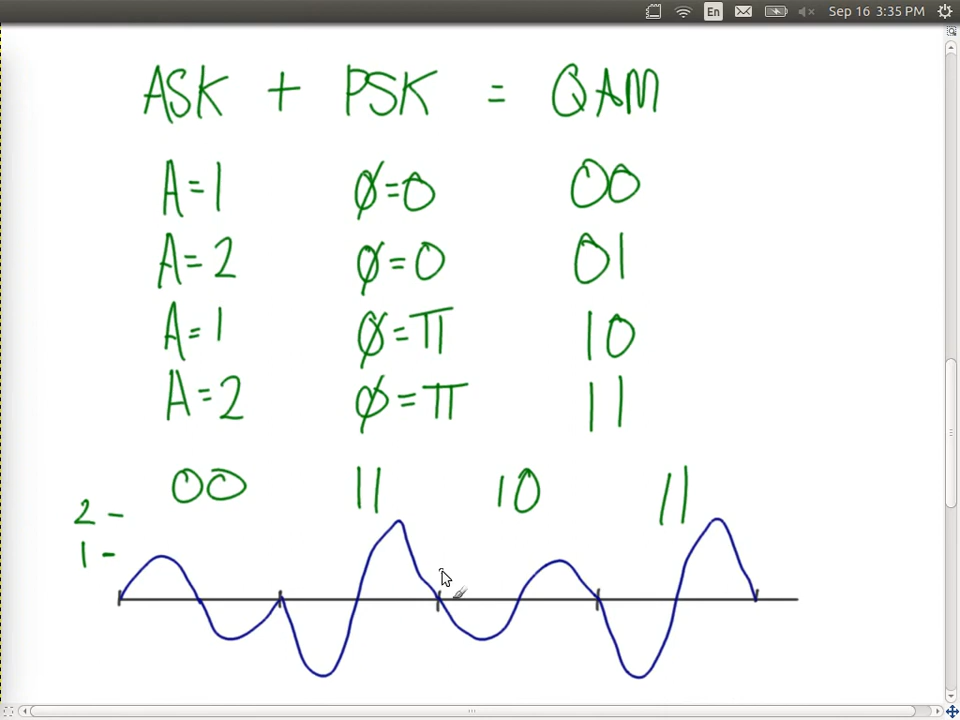 En Sep 16 3:35 PM
ASK + PSK = QAM
A=1 ø=0 00
A=2 ø=0 01
A=1 ø=π 10
A=2 ø=π 11
00 11 10 11
2 -
1 -